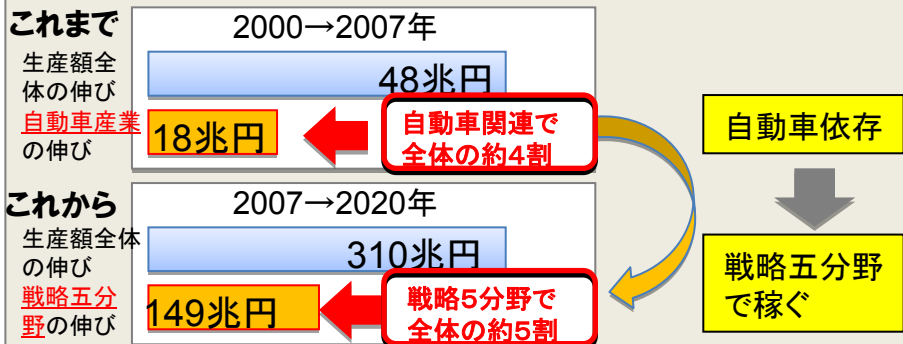 これまで
2000→2007年
生産額全
体の伸び
48兆円
自動車産業
の伸び
18兆円
自動車関連で
全体の約4割
これから
2007→2020年
生産額全体
の伸び
310兆円
戦略五分
野の伸び
149兆円
戦略5分野で
全体の約5割
自動車依存
戦略五分野
で稼ぐ